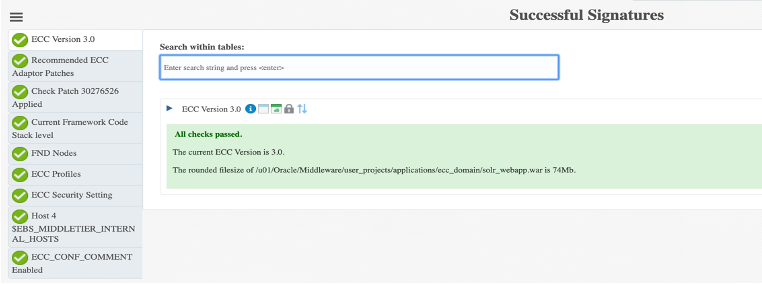 Successful Signatures
ECC Version 3.0
Recommended ECC
Adaptor Patches
Check Patch 30276526
Applied
Current Framework Code
Stack level
FND Nodes
ECC Profiles
ECC Security Setting
Host 4
$EBS_MIDDLETIER_INTERN
AL_HOSTS
ECC_CONF_COMMENT
Enabled
Search within tables:
Enter search string and press <enter>
ECC Version 3.0
All checks passed.
The current ECC Version is 3.0.
The rounded filesize of /u01/Oracle/Middleware/user_projects/applications/ecc_domain/solr_webapp.war is 74Mb.